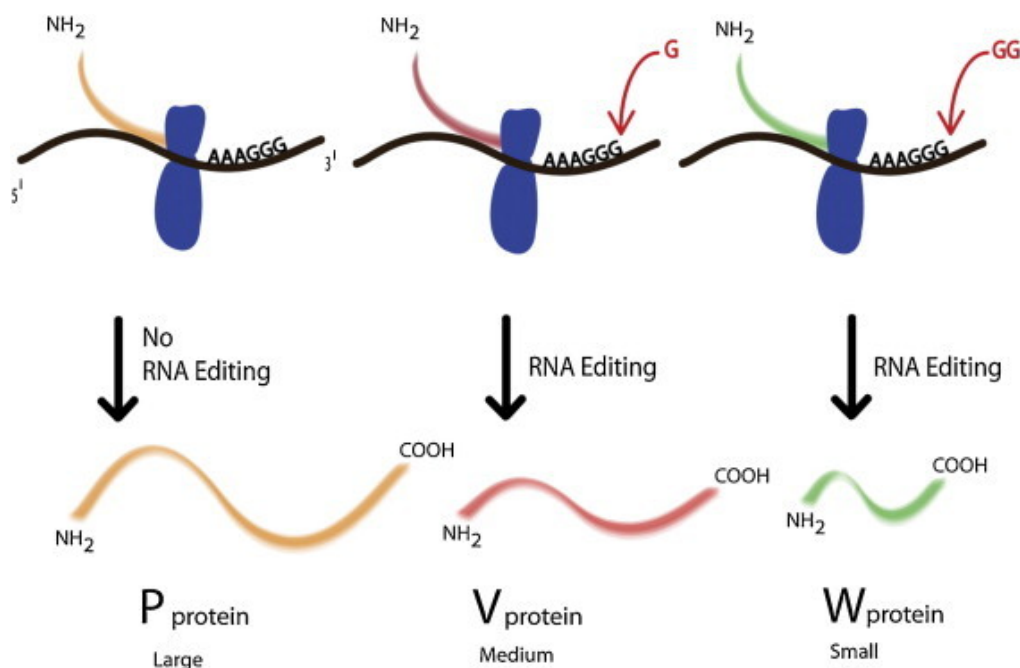 NH2
NH2
G
NH2
GG
AAAGGG
AAAGGG
AAAGGG
5'
3'
No
RNA Editing
RNA Editing
RNA Editing
COOH
COOH
COOH
NH2
NH2
NH2
P protein
V protein
W protein
Large
Medium
Small